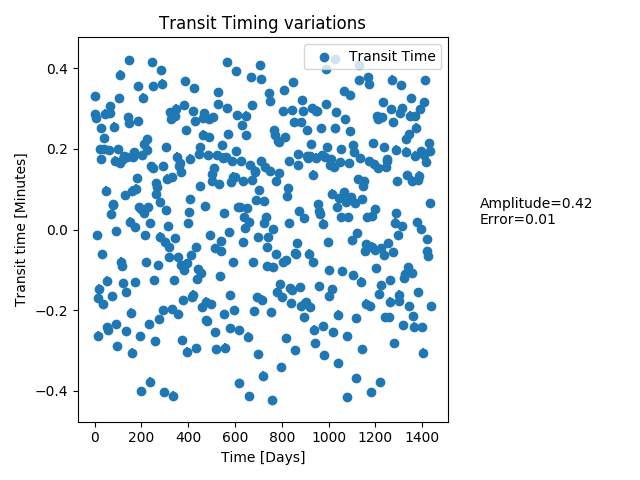 Transit Timing variations
Transit Time
0.4
0.2
0.0
−0.2
−0.4
Transit time [Minutes]
Amplitude=0.42
Error=0.01
0 200 400 600 800 1000 1200 1400
Time [Days]